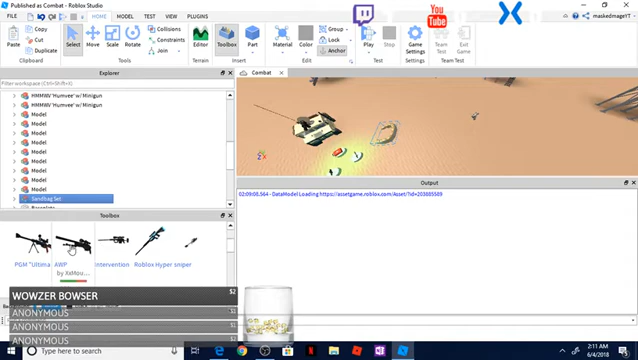 Published as Combat - Roblox Studio
FILE HOME MODEL TEST VIEW PLUGINS
maskedmageYT
Paste
Copy
Cut
Duplicate
Clipboard
Select
Move
Scale
Rotate
Collisions
Constraints
Join
Tools
Editor
Terrain
Toolbox
Part
Insert
Material
Color
Group
Lock
Anchor
Edit
Play
Stop
Test
Game Settings
Settings
Team Test
Exit Game
Team Test
You Tube
Explorer
Combat
Filter workspace (Ctrl+Shift+X)
HMMWV "Humvee" w/ Minigun
HMMWV "Humvee" w/ Minigun
Model
Model
Model
Model
Model
Model
Model
Model
Model
Sandbag Set
Output
02:09:08.564 - DataModel Loading https://assetgame.roblox.com/Asset/?id=203885589
Toolbox
PGM "Ultima
AWP
by XxMou
Intervention
Roblox Hyper sniper
WOWZER BOWSER $2
ANONYMOUS
ANONYMOUS
ANONYMOUS
Type here to search
2:11 AM
6/4/2018